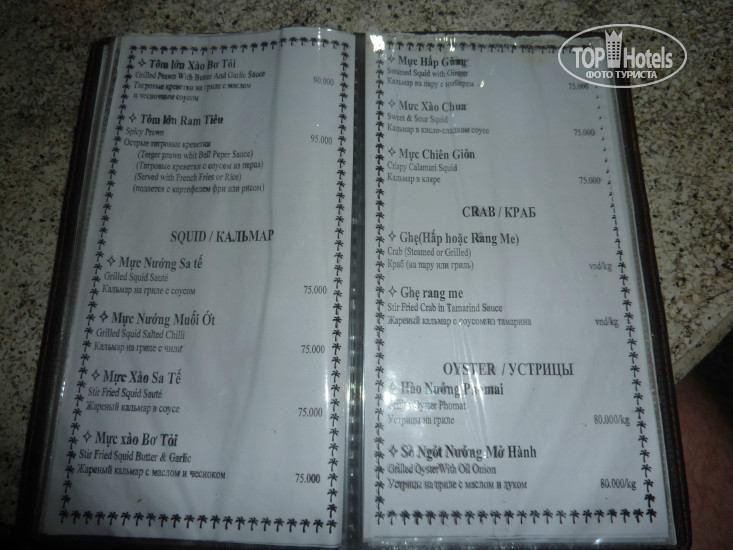 ✧ Tôm lớn Xào Bơ Tỏi
Grilled Prawn With Butter And Garlic Sauce 90.000
Тигровые креветки на гриле с маслом
и чесночном соусом
✧ Tôm lớn Ram Tiêu
Spicy Prawn 95.000
Острые тигровые креветки
(Teeger prawn whit Bell Peper Sauce)
(Тигровые креветки с соусом из перца)
(Served with French Fries or Rice)
(подается с картофелем фри или рисом)
SQUID / КАЛЬМАР
✧ Mực Nướng Sa tế
Grilled Squid Sauté
Кальмар на гриле с соусом 75.000
✧ Mực Nướng Muối Ớt
Grilled Squid Salted Chilli
Кальмар на гриле с чили 75.000
✧ Mực Xào Sa Tế
Stir Fried Squid Sauté
Жареный кальмар в соусе 75.000
✧ Mực xào Bơ Tỏi
Stir Fried Squid Butter & Garlic
Жареный кальмар с маслом и чесноком 75.000
✧ Mực Hấp Gừng
Steamed Squid with Ginger
Кальмар на пару с имбирем 75.000
✧ Mực Xào Chua
Sweet & Sour Squid
Кальмар в кисло-сладком соусе 75.000
✧ Mực Chiên Giòn
Crispy Calamari Squid
Кальмар в кляре 75.000
CRAB / КРАБ
✧ Ghẹ(Hấp hoặc Rang Me)
Crab (Steamed or Grilled)
Краб (на пару или гриль) vnd/kg
✧ Ghẹ rang me
Stir Fried Crab in Tamarind Sauce
Жареный кальмар с соусом из тамарина vnd/kg
OYSTER / УСТРИЦЫ
✧ Hào Nướng Phomai
Oyster Phomat
Устрицы на гриле 80.000/kg
✧ Sò Ngót Nướng Mỡ Hành
Grilled Oyster With Oil Onion
Устрицы на гриле с маслом и луком 80.000/kg
TOP Hotels
ФОТО ТУРИСТА